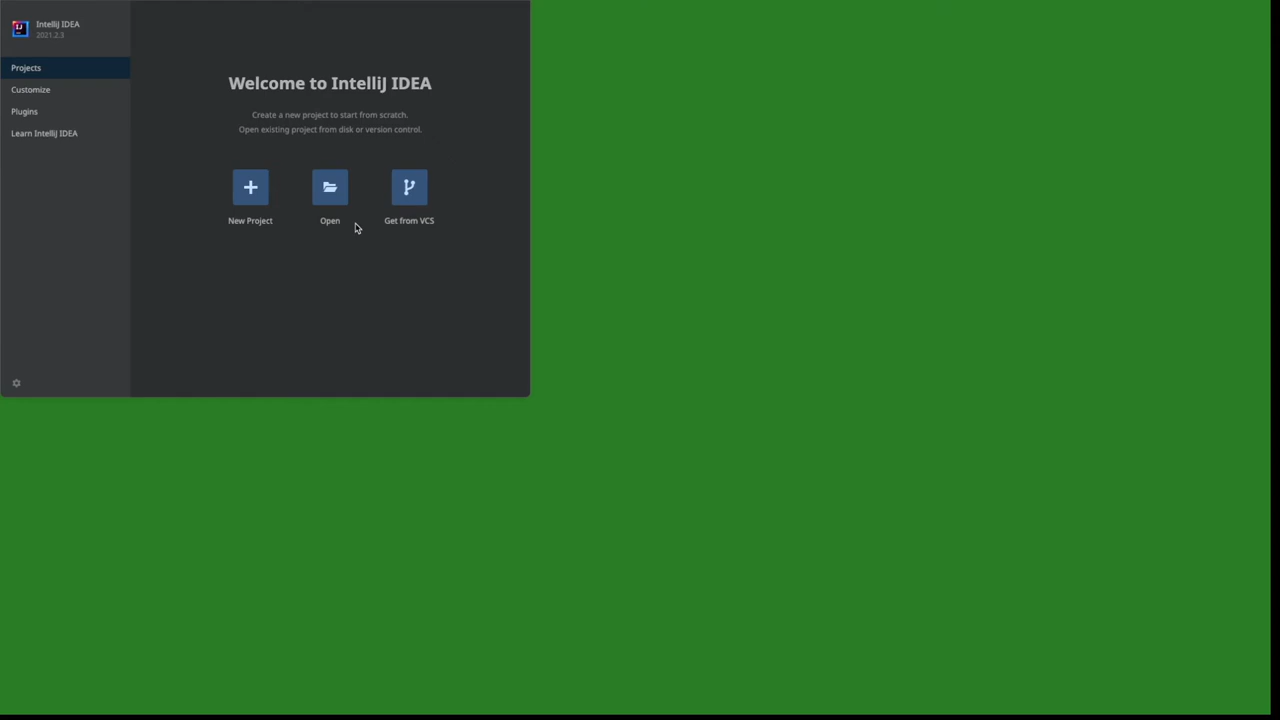 IntelliJ IDEA
2021.2.3
Projects
Customize
Plugins
Learn IntelliJ IDEA
Welcome to IntelliJ IDEA
Create a new project to start from scratch.
Open existing project from disk or version control.
New Project
Open
Get from VCS